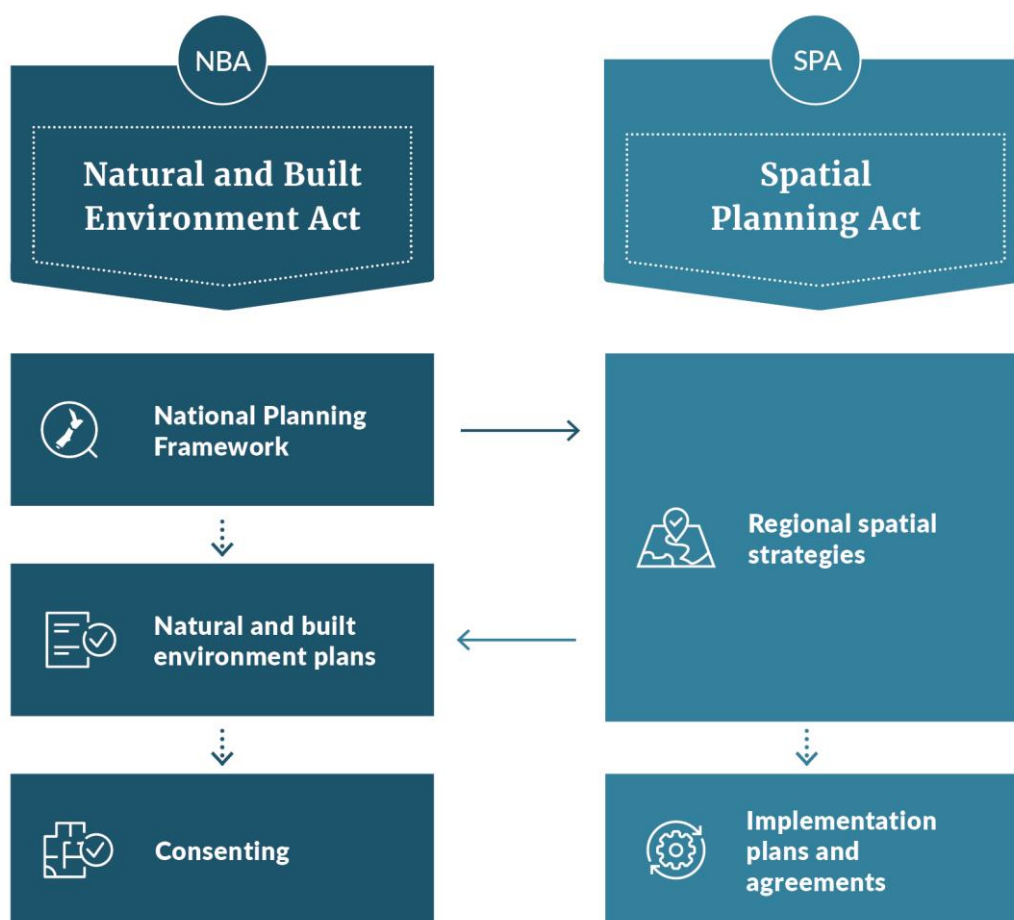 NBA
Natural and Built
Environment Act
SPA
Spatial
Planning Act
National Planning
Framework
Regional spatial
strategies
Natural and built
environment plans
Consenting
Implementation
plans and
agreements